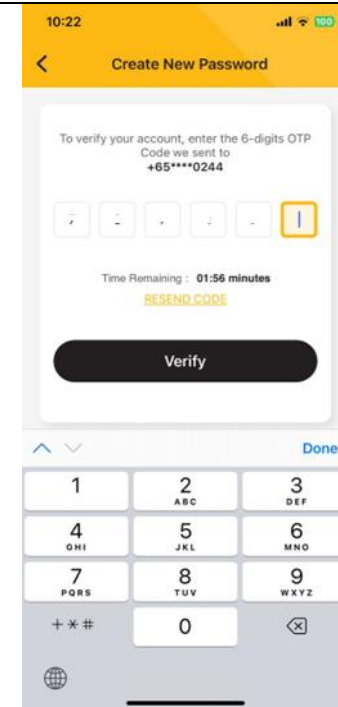 10:22
100
Create New Password
To verify your account, enter the 6-digits OTP
Code we sent to
+65****0244
Time Remaining : 01:56 minutes
RESEND CODE
Verify
Done
1
2
ABC
3
DEF
4
GHI
5
JKL
6
MNO
7
PQRS
8
TUV
9
WXYZ
+*#
0